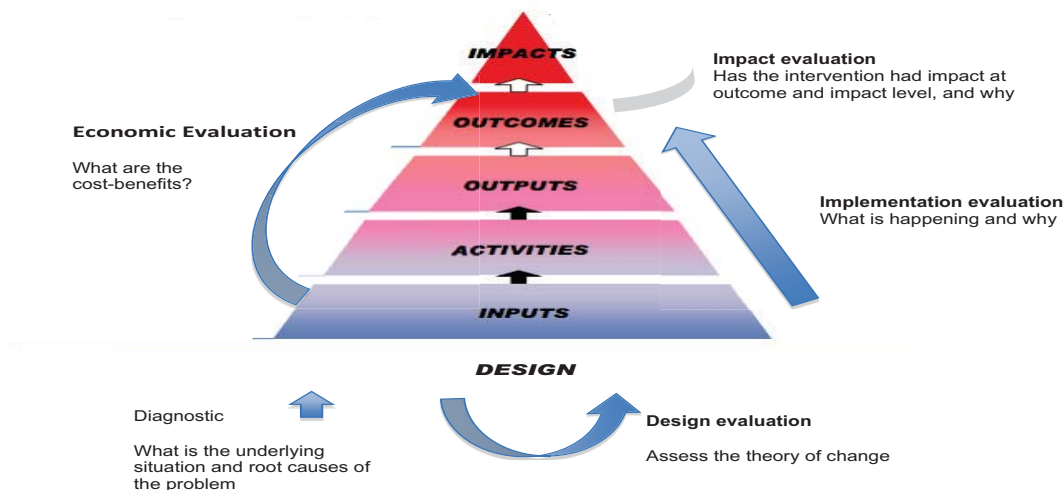 IMPACTS
Impact evaluation
Has the intervention had impact at
outcome and impact level, and why
OUTCOMES
Economic Evaluation
What are the
cost-benefits?
OUTPUTS
Implementation evaluation
What is happening and why
ACTIVITIES
INPUTS
DESIGN
Diagnostic
What is the underlying
situation and root causes of
the problem
Design evaluation
Assess the theory of change